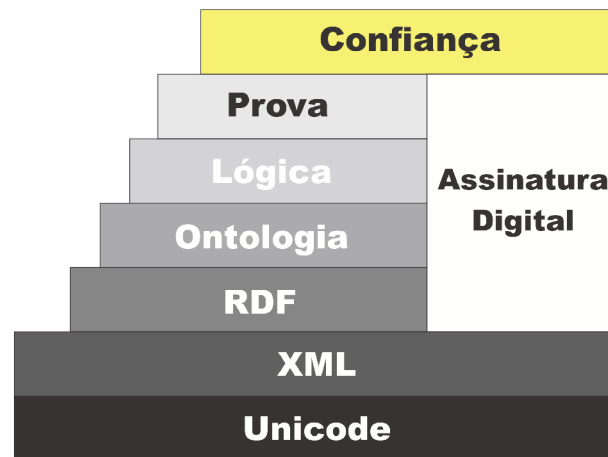 Confiança
Prova
Lógica
Assinatura
Digital
Ontologia
RDF
XML
Unicode